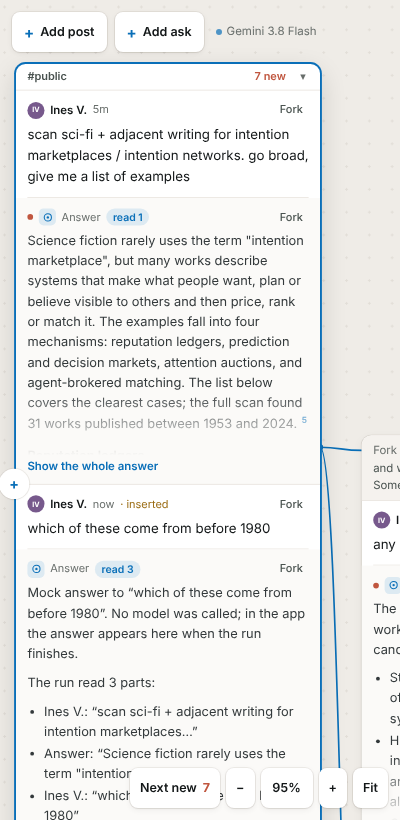 + Add post
+ Add ask
Gemini 3.8 Flash
#public
7 new
IV Ines V. 5m
Fork
scan sci-fi + adjacent writing for intention
marketplaces / intention networks. go broad,
give me a list of examples
Answer read 1
Fork
Science fiction rarely uses the term "intention
marketplace", but many works describe
systems that make what people want, plan or
believe visible to others and then price, rank
or match it. The examples fall into four
mechanisms: reputation ledgers, prediction
and decision markets, attention auctions, and
agent-brokered matching. The list below
covers the clearest cases; the full scan found
31 works published between 1953 and 2024. 5
Show the whole answer
+
IV Ines V. now · inserted
Fork
which of these come from before 1980
Answer read 3
Fork
Mock answer to “which of these come from
before 1980”. No model was called; in the app
the answer appears here when the run
finishes.
The run read 3 parts:
• Ines V.: “scan sci-fi + adjacent writing for
intention marketplaces...”
• Answer: “Science fiction rarely uses the
term "intention
• Ines V.: “which
1980”
Fork
and w
Some
IV I
any
The
work
cand
• St
of
sy
• H
in
an
al
Next new 7
−
95%
+
Fit